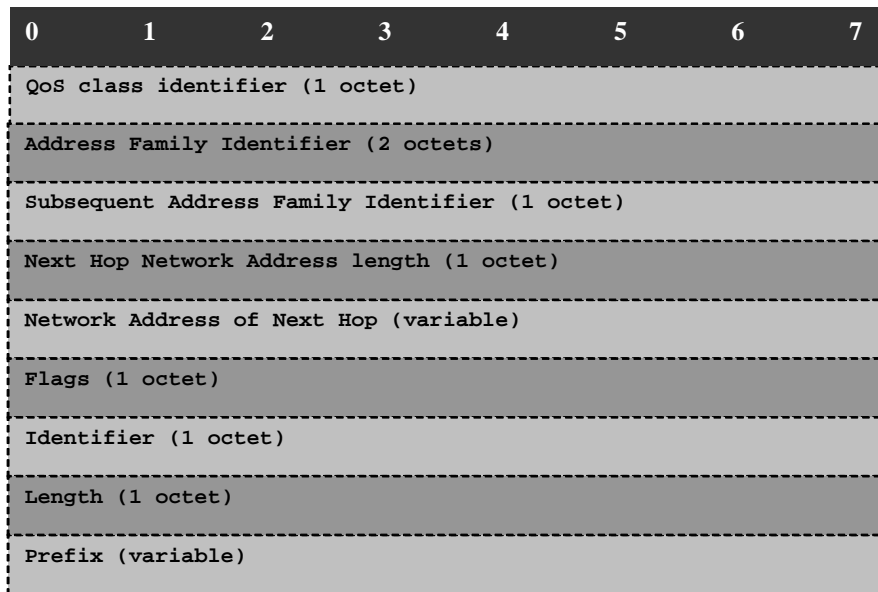 0 1 2 3 4 5 6 7
QoS class identifier (1 octet)
Address Family Identifier (2 octets)
Subsequent Address Family Identifier (1 octet)
Next Hop Network Address length (1 octet)
Network Address of Next Hop (variable)
Flags (1 octet)
Identifier (1 octet)
Length (1 octet)
Prefix (variable)